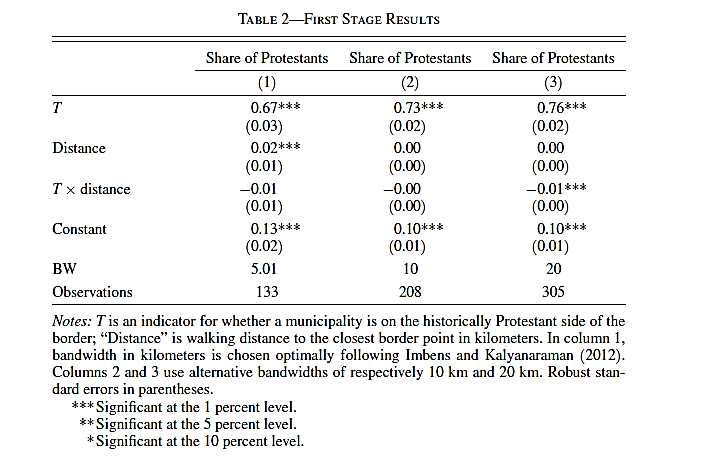 TABLE 2—FIRST STAGE RESULTS
Share of Protestants Share of Protestants Share of Protestants
(1) (2) (3)
T 0.67*** 0.73*** 0.76***
(0.03) (0.02) (0.02)
Distance 0.02*** 0.00 0.00
(0.01) (0.00) (0.00)
T × distance −0.01 −0.00 −0.01***
(0.01) (0.00) (0.00)
Constant 0.13*** 0.10*** 0.10***
(0.02) (0.01) (0.01)
BW 5.01 10 20
Observations 133 208 305
Notes: T is an indicator for whether a municipality is on the historically Protestant side of the
border; “Distance” is walking distance to the closest border point in kilometers. In column 1,
bandwidth in kilometers is chosen optimally following Imbens and Kalyanaraman (2012).
Columns 2 and 3 use alternative bandwidths of respectively 10 km and 20 km. Robust stan-
dard errors in parentheses.
***Significant at the 1 percent level.
**Significant at the 5 percent level.
*Significant at the 10 percent level.